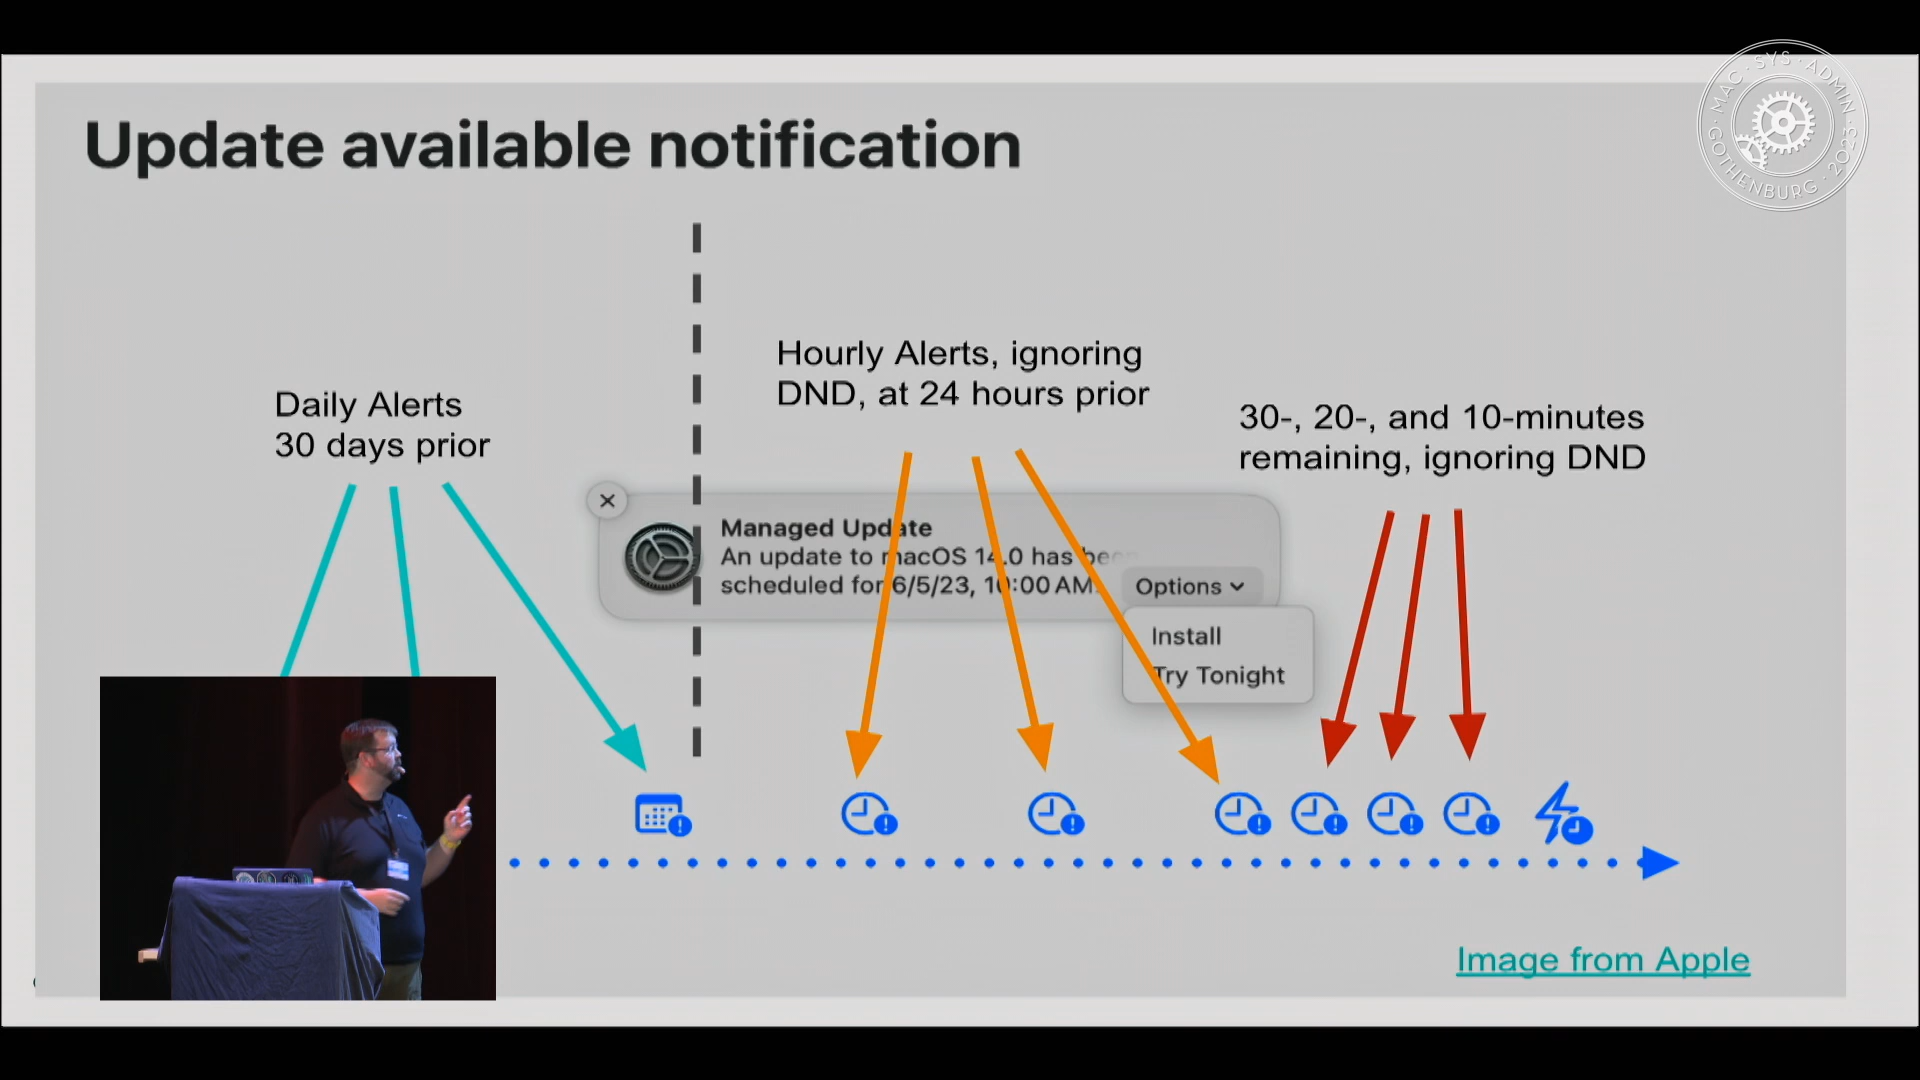 MAC · SYS · ADMIN
· GOTHENBURG · 2023 ·
Update available notification
Hourly Alerts, ignoring
DND, at 24 hours prior
Daily Alerts
30 days prior
30-, 20-, and 10-minutes
remaining, ignoring DND
Managed Update
An update to macOS 14.0 has been
scheduled for 6/5/23, 10:00 AM.
Options
Install
Try Tonight
Image from Apple